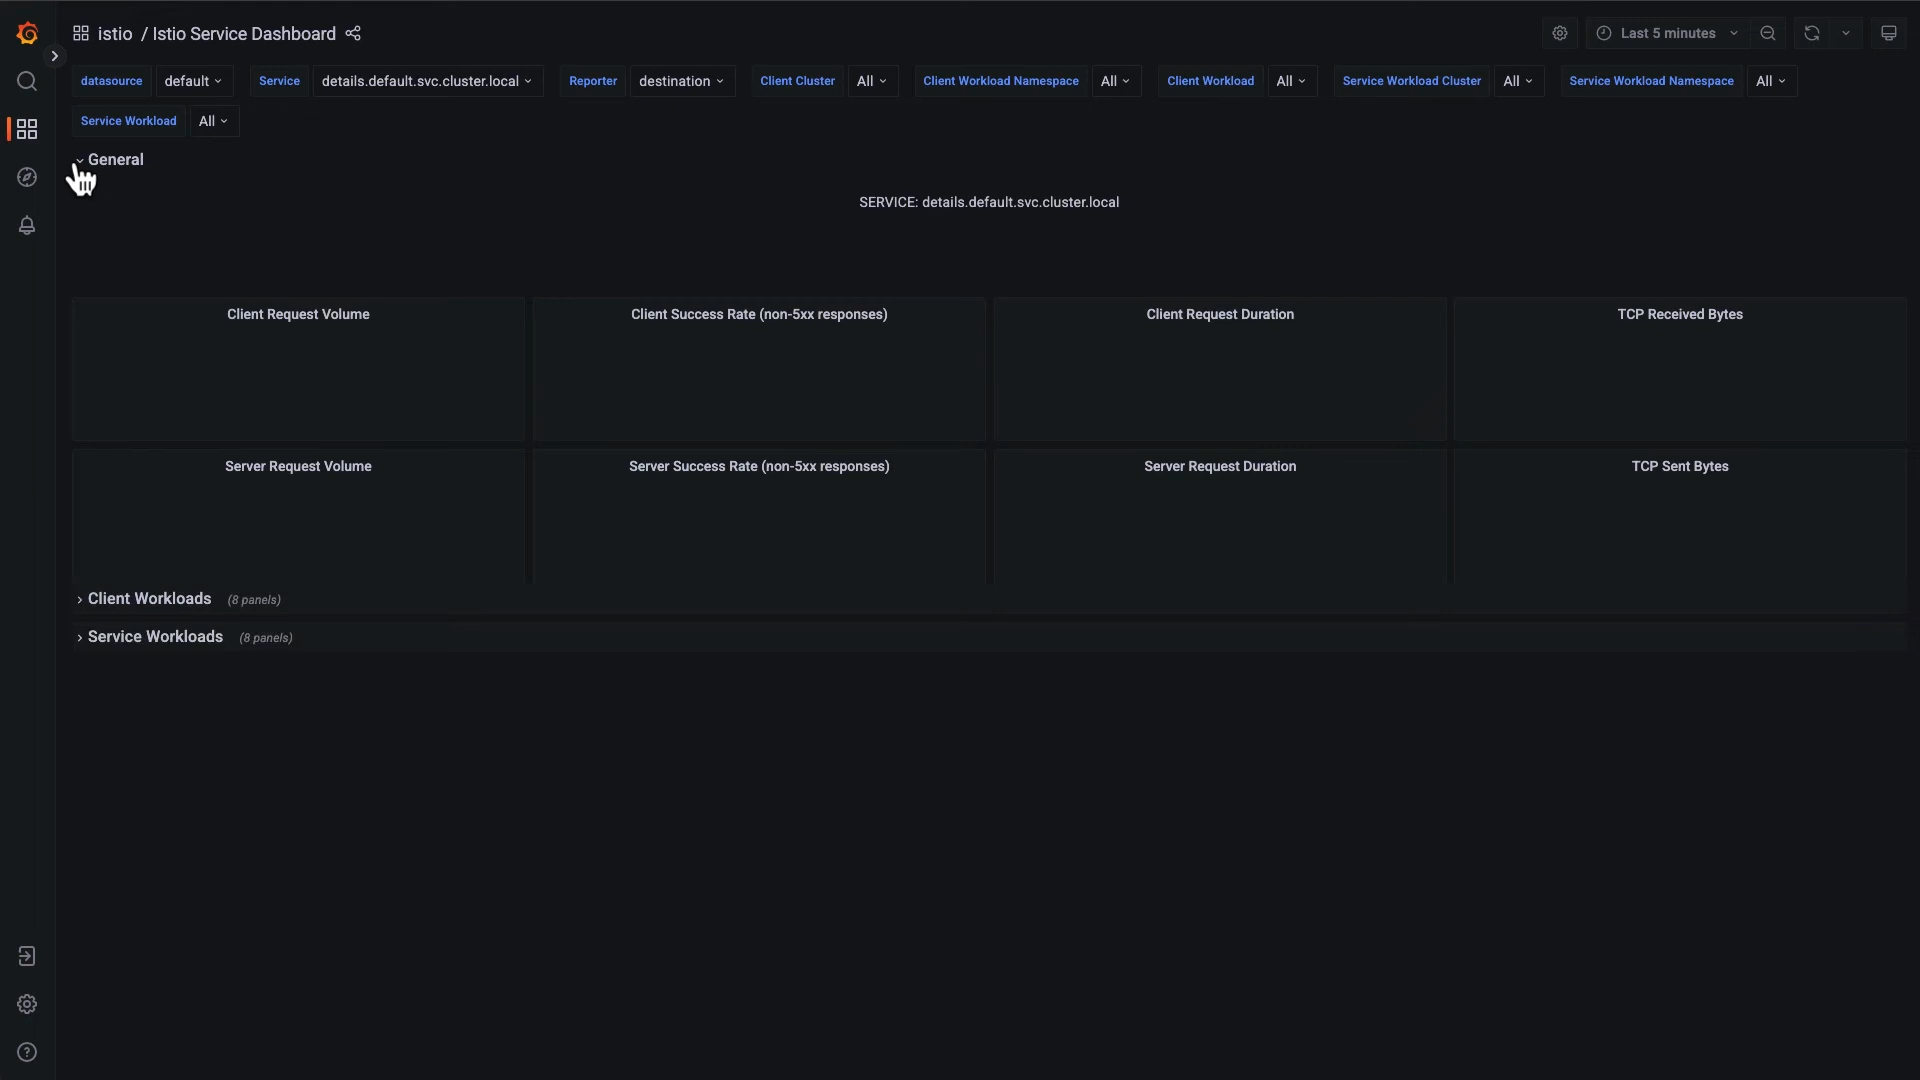 istio / Istio Service Dashboard
Last 5 minutes
datasource default Service details.default.svc.cluster.local Reporter destination Client Cluster All Client Workload Namespace All Client Workload All Service Workload Cluster All Service Workload Namespace All
Service Workload All
General
SERVICE: details.default.svc.cluster.local
Client Request Volume Client Success Rate (non-5xx responses) Client Request Duration TCP Received Bytes
Server Request Volume Server Success Rate (non-5xx responses) Server Request Duration TCP Sent Bytes
Client Workloads (8 panels)
Service Workloads (8 panels)